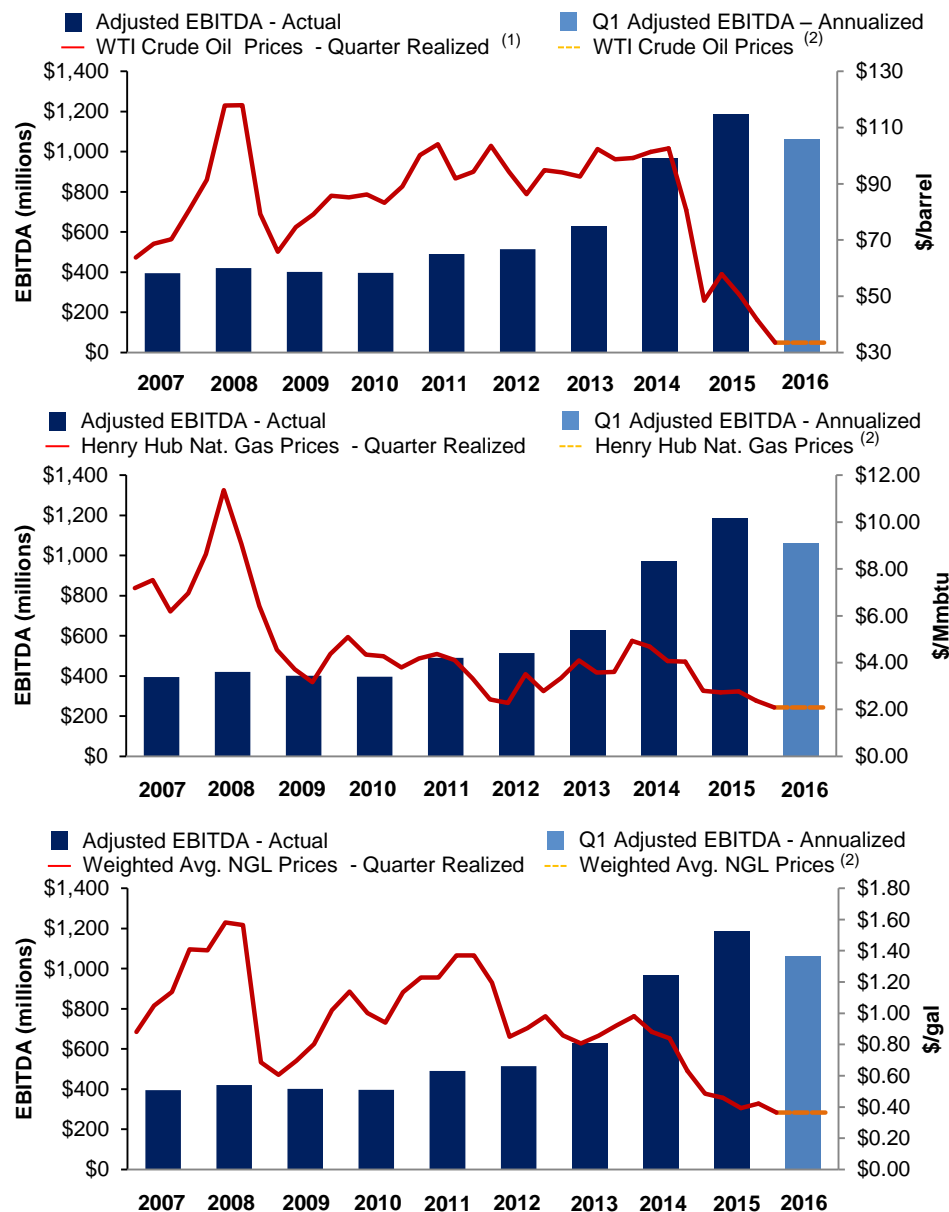 Adjusted EBITDA - Actual Q1 Adjusted EBITDA – Annualized
WTI Crude Oil Prices - Quarter Realized (1) WTI Crude Oil Prices (2)
$1,400 $130
$1,200 $110
$1,000
$800 $90
$600 $70
$400 $50
$200
$0 $30
EBITDA (millions)
$/barrel
2007 2008 2009 2010 2011 2012 2013 2014 2015 2016
Adjusted EBITDA - Actual Q1 Adjusted EBITDA - Annualized
Henry Hub Nat. Gas Prices - Quarter Realized Henry Hub Nat. Gas Prices (2)
$1,400 $12.00
$1,200 $10.00
$1,000 $8.00
$800
$600 $6.00
$400 $4.00
$200 $2.00
$0 $0.00
EBITDA (millions)
$/Mmbtu
2007 2008 2009 2010 2011 2012 2013 2014 2015 2016
Adjusted EBITDA - Actual Q1 Adjusted EBITDA - Annualized
Weighted Avg. NGL Prices - Quarter Realized Weighted Avg. NGL Prices (2)
$1,400 $1.80
$1,200 $1.60
$1,000 $1.40
$800 $1.20
$600 $1.00
$400 $0.80
$200 $0.60
$0 $0.40
$0.20
$0.00
EBITDA (millions)
$/gal
2007 2008 2009 2010 2011 2012 2013 2014 2015 2016